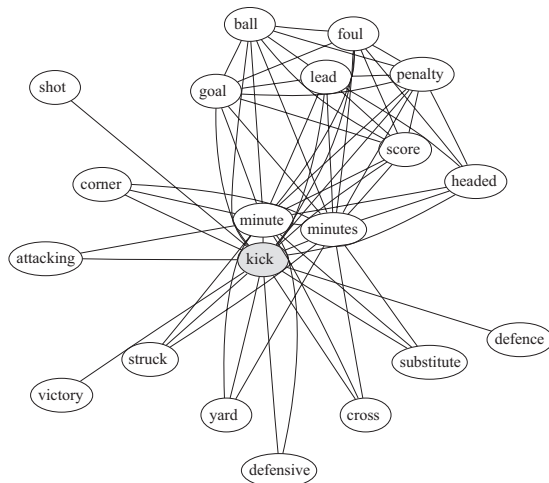 ball
foul
lead
penalty
goal
shot
score
corner
headed
minute
minutes
attacking
kick
defence
struck
substitute
victory
yard
cross
defensive